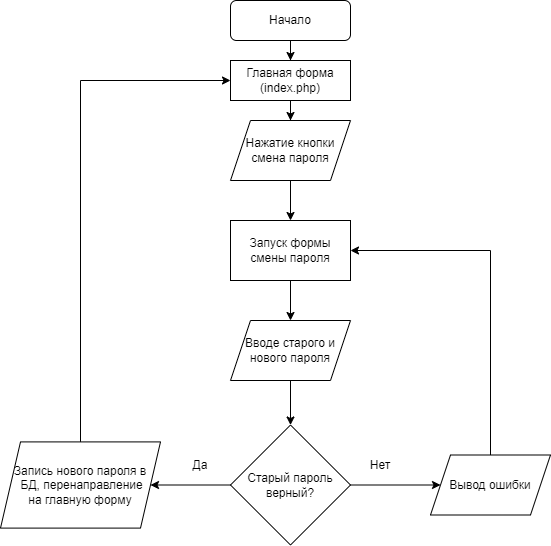 Начало
Главная форма
(index.php)
Нажатие кнопки
смена пароля
Запуск формы
смены пароля
Вводе старого и
нового пароля
Старый пароль
верный?
Да
Нет
Запись нового пароля в
БД, перенаправление
на главную форму
Вывод ошибки